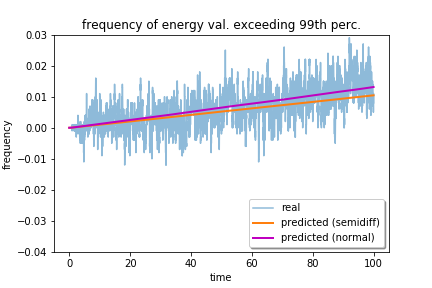 frequency of energy val. exceeding 99th perc.
0.03
0.02
0.01
0.00
−0.01
−0.02
−0.03
−0.04
frequency
0
20
40
60
80
100
time
real
predicted (semidiff)
predicted (normal)